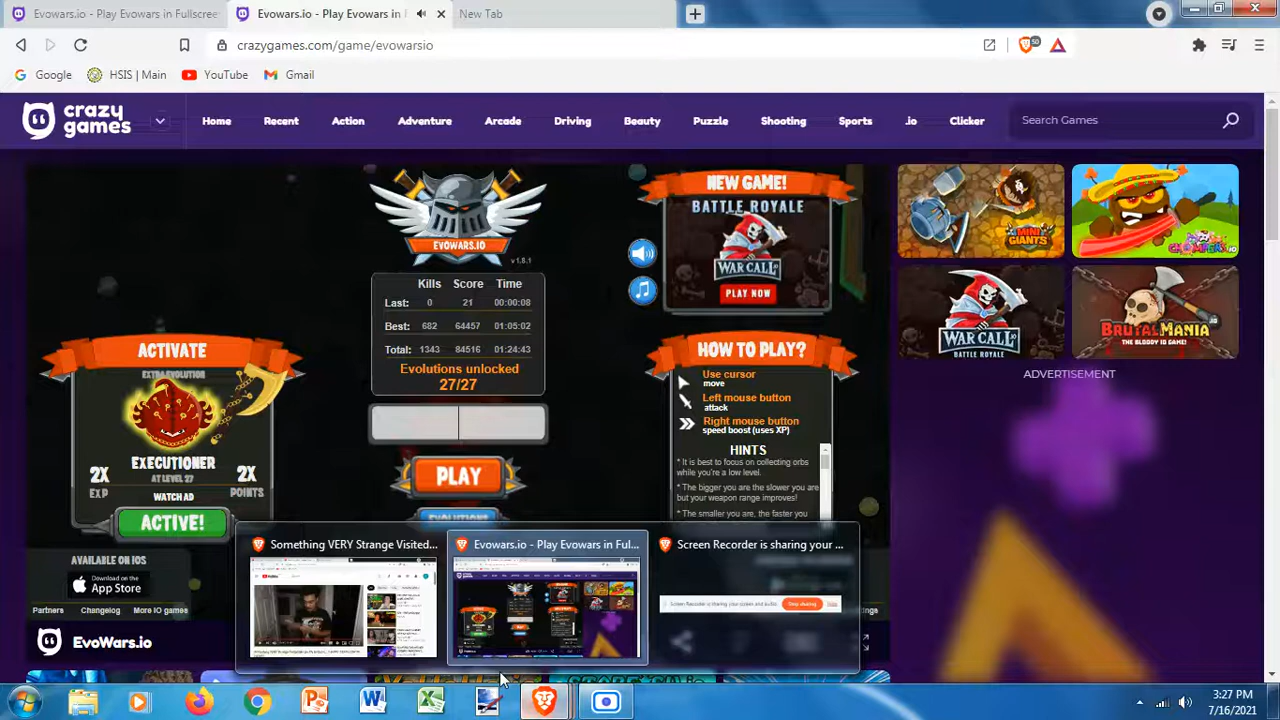 Evowars.io - Play Evowars in Fullscree
Evowars.io - Play Evowars in F
New Tab
crazygames.com/game/evowarsio
50
Google
HSIS | Main
YouTube
Gmail
crazy games
Home
Recent
Action
Adventure
Arcade
Driving
Beauty
Puzzle
Shooting
Sports
.io
Clicker
Search Games
EVOWARS.IO
v 1.8.1
Kills Score Time
Last: 0 21 00:00:08
Best: 682 64457 01:05:02
Total: 1343 84516 01:24:43
Evolutions unlocked
27/27
PLAY
EVOLUTIONS
ACTIVATE
EXTRA EVOLUTION
EXECUTIONER
AT LEVEL 27
2X
2X
POINTS
WATCH AD
ACTIVE!
AVAILABLE ON IOS
Download on the
App Store
Partners
Changelog
More IO games
EvoWar
NEW GAME!
BATTLE ROYALE
WAR CALL
PLAY NOW
HOW TO PLAY?
Use cursor
move
Left mouse button
attack
Right mouse button
speed boost (uses XP)
HINTS
* It is best to focus on collecting orbs
while you're a low level.
* The bigger you are the slower you are
but your weapon range improves!
* The smaller you are, the faster you
MINI
GIANTS
WAR CALL
BATTLE ROYALE
BRUTALMANIA
THE BLOODY IO GAME!
ADVERTISEMENT
Something VERY Strange Visited...
Evowars.io - Play Evowars in Ful...
Screen Recorder is sharing your ...
Stop sharing
3:27 PM
7/16/2021